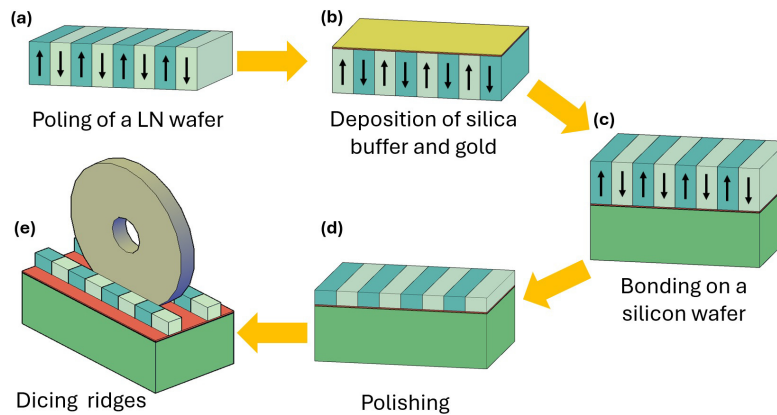 (a)
Poling of a LN wafer
(b)
Deposition of silica
buffer and gold
(c)
Bonding on a
silicon wafer
(d)
Polishing
(e)
Dicing ridges